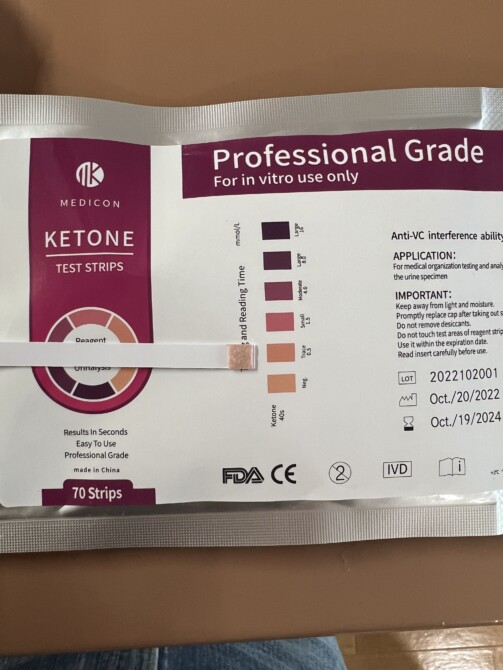 MEDICON
KETONE
TEST STRIPS
Reagent
Urinalysis
Results In Seconds
Easy To Use
Professional Grade
made in China
70 Strips
Professional Grade
For in vitro use only
mmol/L
and Reading Time
Large
16
Large
8.0
Moderate
4.0
Small
1.5
Trace
0.5
Neg.
Ketone
40s
Anti-VC interference ability
APPLICATION:
For medical organization testing and
the urine specimen
IMPORTANT:
Keep away from light and moisture.
Promptly recape cap after taking out
Do not remove desiccants.
Do not touch test areas of reagent
Use it within the expiration date.
Read insert carefully before use.
LOT 2022102001
Oct./20/2022
Oct./19/2024
FDA CE 2 IVD i